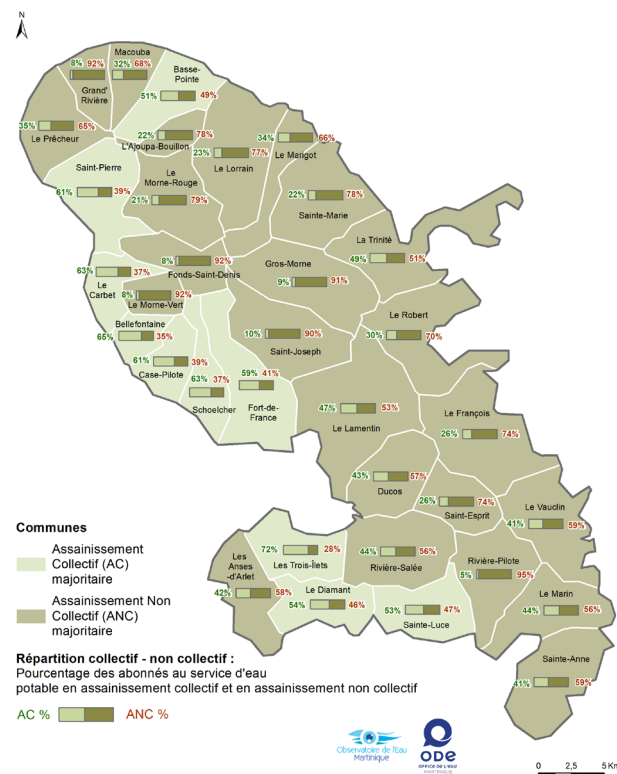 N
Macouba
8% 92% 32% 68%
Grand'
Rivière
Basse-
Pointe
51% 49%
35% 65%
Le Prêcheur
22% 78%
L'Ajoupa-Bouillon
34% 66%
Le Marigot
23% 77%
Le Lorrain
Saint-Pierre
61% 39%
Le
Morne-Rouge
21% 79%
22% 78%
Sainte-Marie
La Trinité
49% 51%
8% 92%
Fonds-Saint-Denis
Gros-Morne
9% 91%
63% 37%
Le
Carbet
8% 92%
Le Morne-Vert
Le Robert
30% 70%
Bellefontaine
65% 35%
10% 90%
Saint-Joseph
61% 39%
Case-Pilote
63% 37%
Schoelcher
59% 41%
Fort-de-
France
47% 53%
Le Lamentin
Le François
26% 74%
43% 57%
Ducos
26% 74%
Saint-Esprit
Le Vauclin
41% 59%
Communes
Assainissement
Collectif (AC)
majoritaire
Assainissement Non
Collectif (ANC)
majoritaire
72% 28%
Les Trois-Îlets
44% 56%
Rivière-Salée
Rivière-Pilote
5% 95%
Les
Anses
-d'Arlet
42% 58%
Le Diamant
54% 46%
53% 47%
Sainte-Luce
Le Marin
44% 56%
Sainte-Anne
41% 59%
Répartition collectif - non collectif :
Pourcentage des abonnés au service d'eau
potable en assainissement collectif et en assainissement non collectif
AC % ANC %
Observatoire de l'Eau
Martinique
ODE
OFFICE DE L'EAU
MARTINIQUE
0 2,5 5 Km